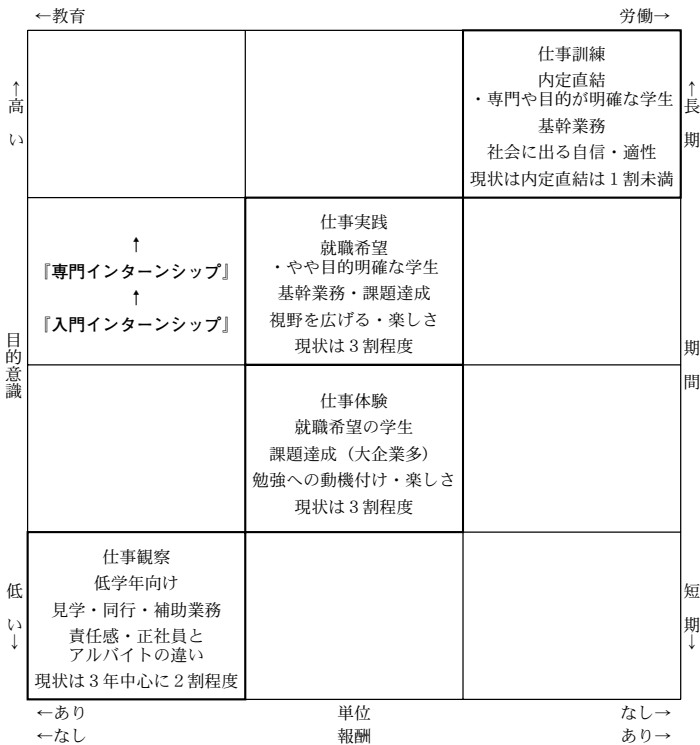 ←教育 労働→
↑高い
目的意識
低い↓
↑長期
期間
短期↓
仕事訓練
内定直結
・専門や目的が明確な学生
基幹業務
社会に出る自信・適性
現状は内定直結は１割未満
↑
『専門インターンシップ』
↑
『入門インターンシップ』
仕事実践
就職希望
・やや目的明確な学生
基幹業務・課題達成
視野を広げる・楽しさ
現状は３割程度
仕事体験
就職希望の学生
課題達成（大企業多）
勉強への動機付け・楽しさ
現状は３割程度
仕事観察
低学年向け
見学・同行・補助業務
責任感・正社員と
アルバイトの違い
現状は３年中心に２割程度
←あり 単位 なし→
←なし 報酬 あり→